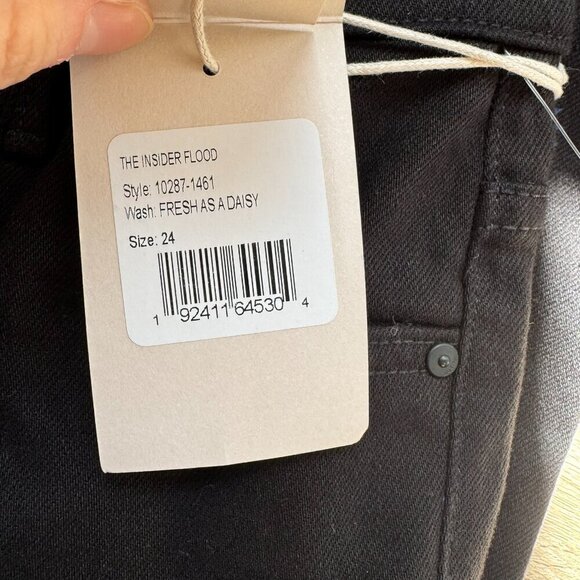 THE INSIDER FLOOD
Style: 10287-1461
Wash: FRESH AS A DAISY
Size: 24
1 92411 64530 4